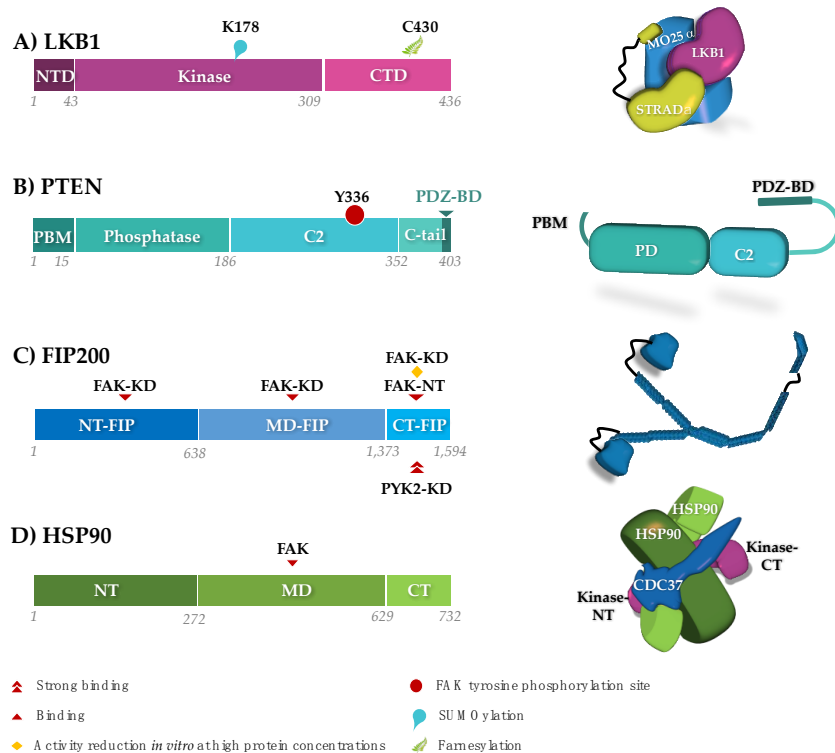 A) LKB1
K178
C430
NTD
Kinase
CTD
1
43
309
436
MO25 α
LKB1
STRADα
B) PTEN
Y336
PDZ-BD
PBM
Phosphatase
C2
C-tail
1
15
186
352
403
PDZ-BD
PBM
PD
C2
C) FIP200
FAK-KD
FAK-KD
FAK-KD
FAK-NT
NT-FIP
MD-FIP
CT-FIP
1
638
1,373
1,594
PYK2-KD
D) HSP90
FAK
NT
MD
CT
1
272
629
732
HSP90
HSP90
Kinase-
CT
CDC37
Kinase-
NT
Strong binding
Binding
Activity reduction in vitro at high protein concentrations
FAK tyrosine phosphorylation site
SUMOylation
Farnesylation